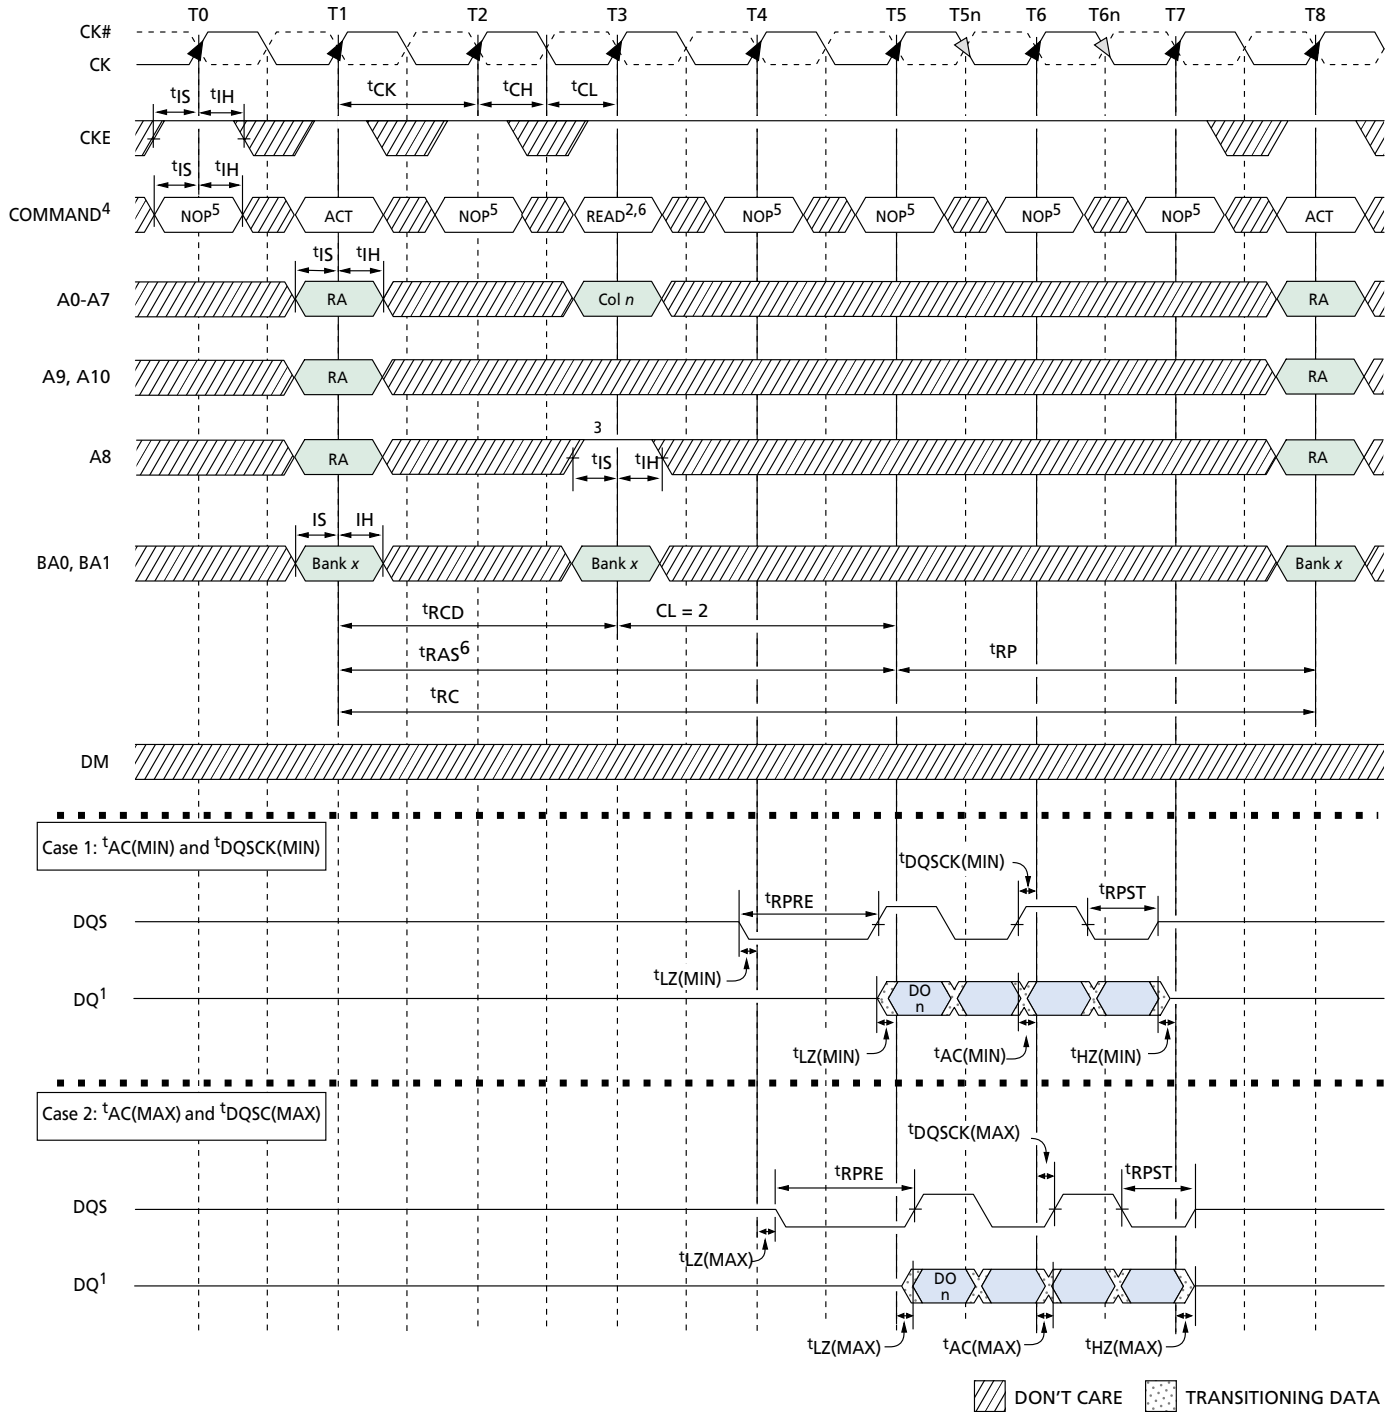 T0 T1 T2 T3 T4 T5 T5n T6 T6n T7 T8
CK#
CK
tCK tCH tCL
tIS tIH
CKE
tIS tIH
COMMAND4 NOP5 ACT NOP5 READ2,6 NOP5 NOP5 NOP5 NOP5 ACT
tIS tIH
A0-A7 RA Col n RA
A9, A10 RA RA
3
A8 RA tIS tIH RA
IS IH
BA0, BA1 Bank x Bank x Bank x
tRCD CL = 2
tRAS6 tRP
tRC
DM
Case 1: tAC(MIN) and tDQSCK(MIN)
tDQSCK(MIN)
tRPRE tRPST
DQS
tLZ(MIN)
DQ1 DO
n
tLZ(MIN) tAC(MIN) tHZ(MIN)
Case 2: tAC(MAX) and tDQSC(MAX)
tDQSCK(MAX)
tRPRE tRPST
DQS
tLZ(MAX)
DQ1 DO
n
tLZ(MAX) tAC(MAX) tHZ(MAX)
DON'T CARE TRANSITIONING DATA